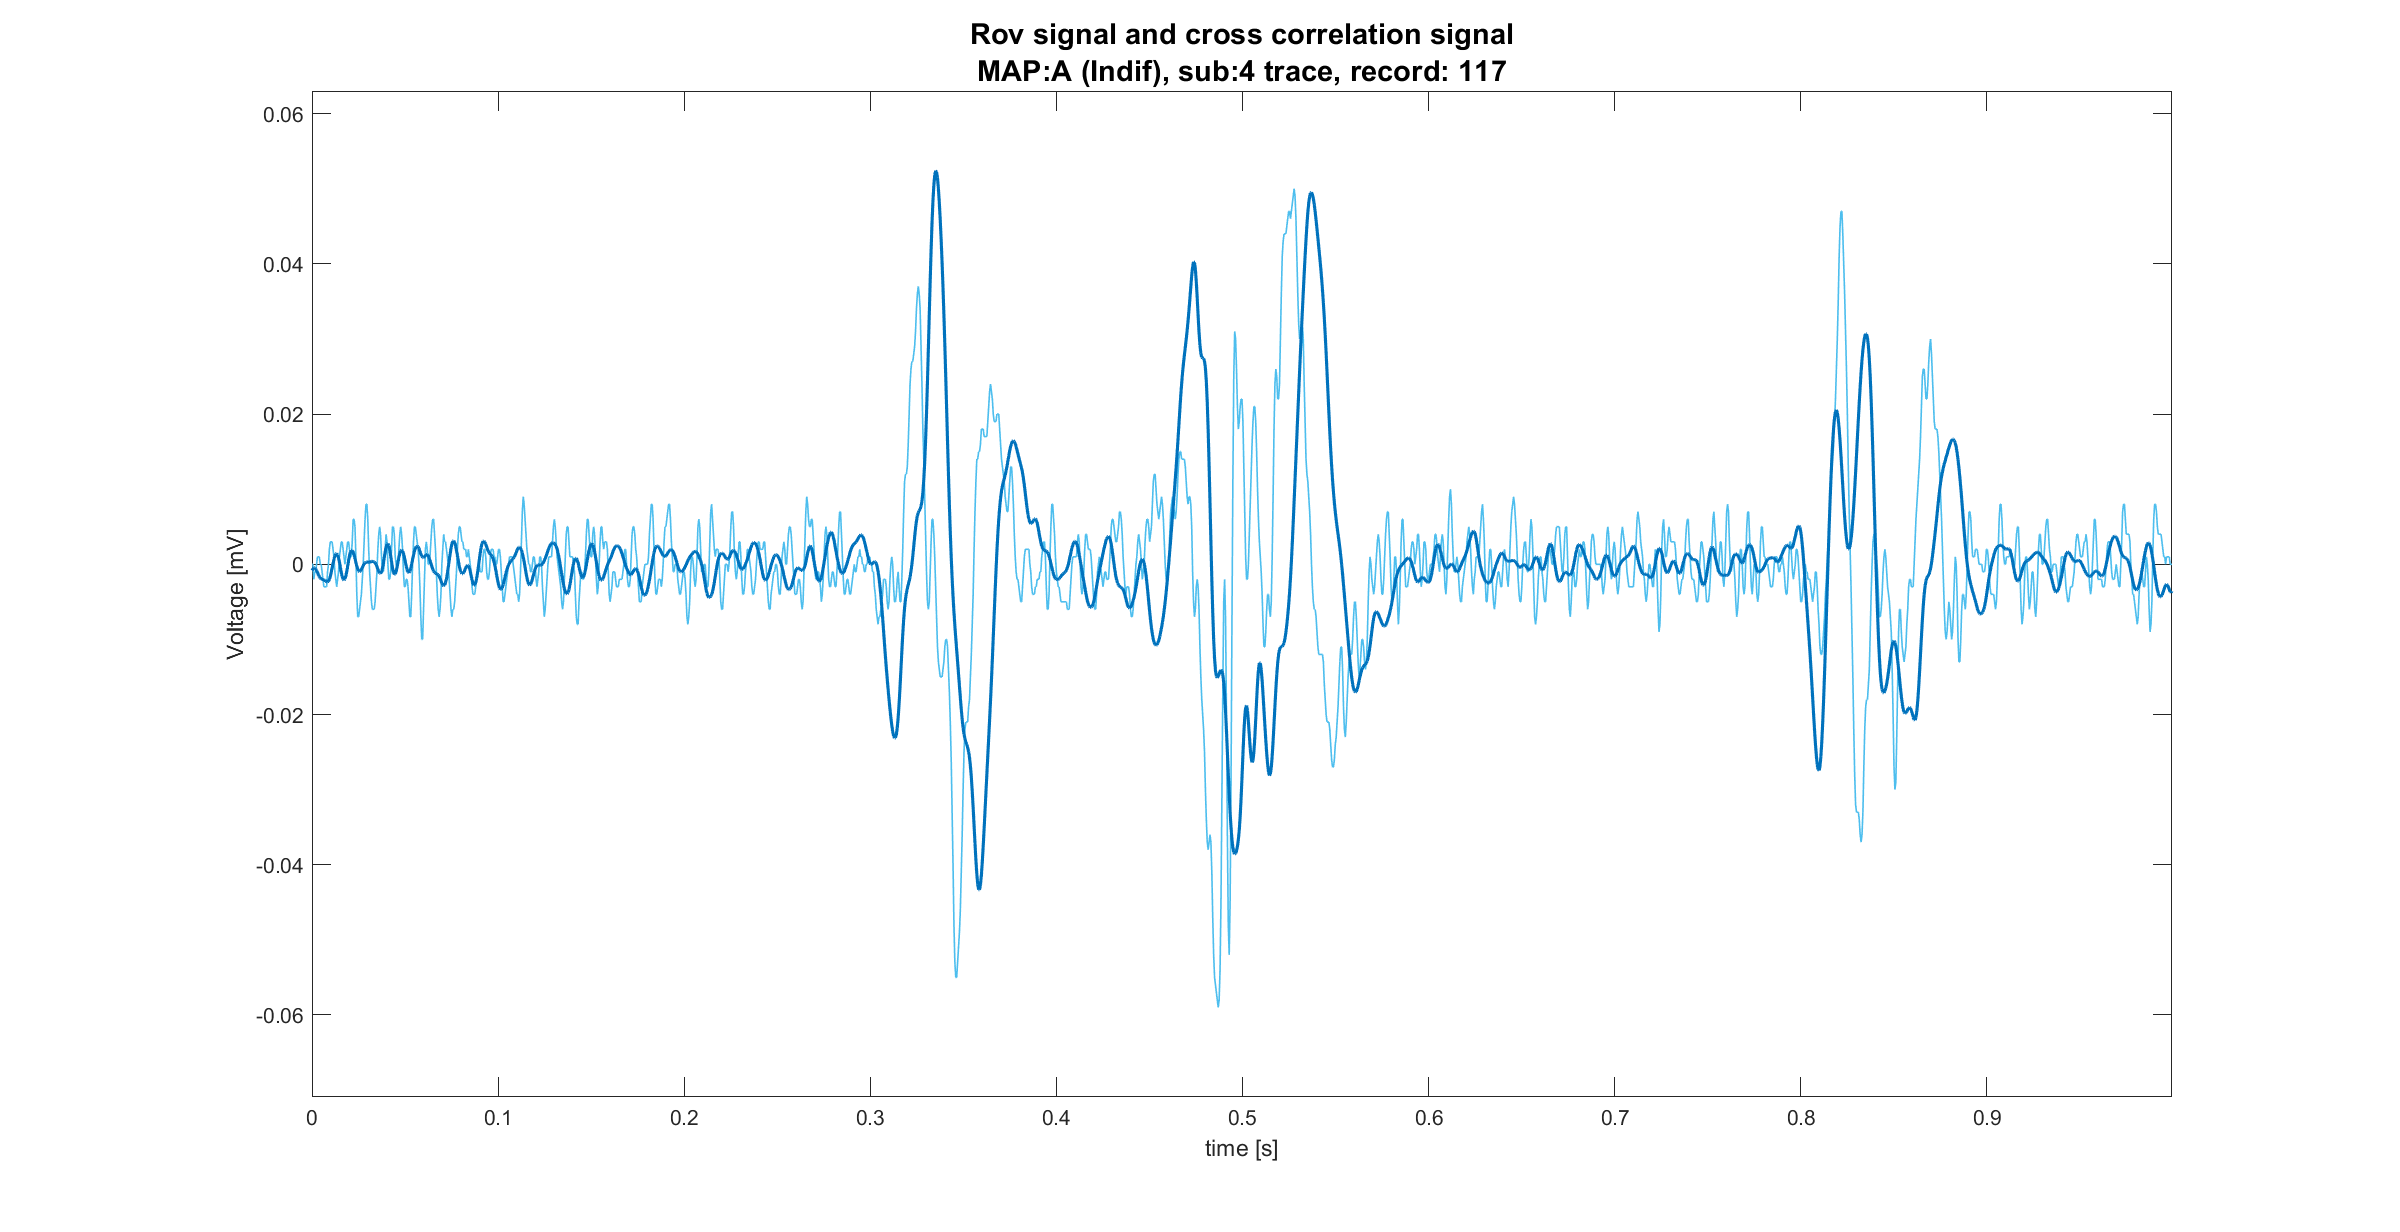 Rov signal and cross correlation signal
MAP:A (Indif), sub:4 trace, record: 117
0.06
0.04
0.02
0
-0.02
-0.04
-0.06
Voltage [mV]
0 0.1 0.2 0.3 0.4 0.5 0.6 0.7 0.8 0.9
time [s]